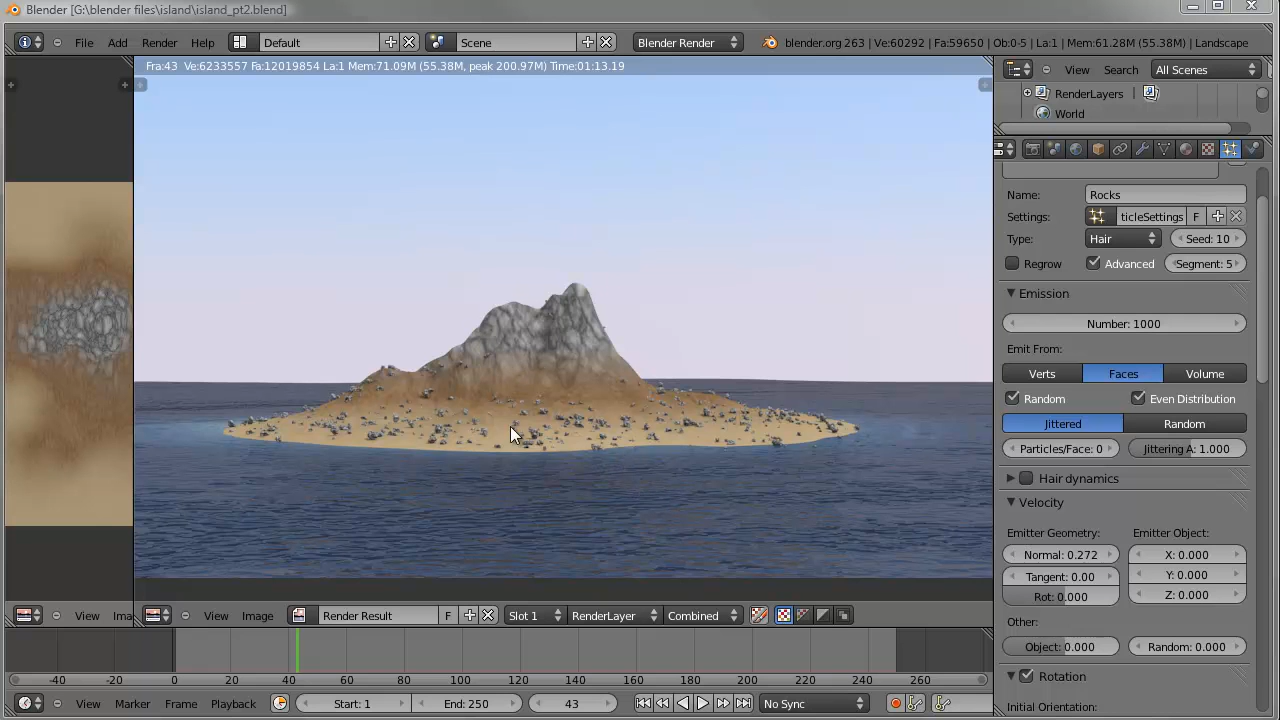 Blender [G:\blender files\island\island_pt2.blend]
File Add Render Help Default Scene Blender Render blender.org 263 | Ve:60292 | Fa:59650 | Ob:0-5 | La:1 | Mem:61.28M (55.38M) | Landscape
Fra:43 Ve:6233557 Fa:12019854 La:1 Mem:71.09M (55.38M, peak 200.97M) Time:01:13.19
View Search All Scenes
RenderLayers
World
Name: Rocks
Settings: ticleSettings F
Type: Hair Seed: 10
Regrow Advanced Segment: 5
Emission
Number: 1000
Emit From:
Verts Faces Volume
Random Even Distribution
Jittered Random
Particles/Face: 0 Jittering A: 1.000
Hair dynamics
Velocity
Emitter Geometry: Emitter Object:
Normal: 0.272 X: 0.000
Tangent: 0.00 Y: 0.000
Rot: 0.000 Z: 0.000
Other:
Object: 0.000 Random: 0.000
Rotation
Initial Orientation:
View Ima View Image Render Result F Slot 1 RenderLayer Combined
-40 -20 0 20 40 60 80 100 120 140 160 180 200 220 240 260
View Marker Frame Playback Start: 1 End: 250 43 No Sync